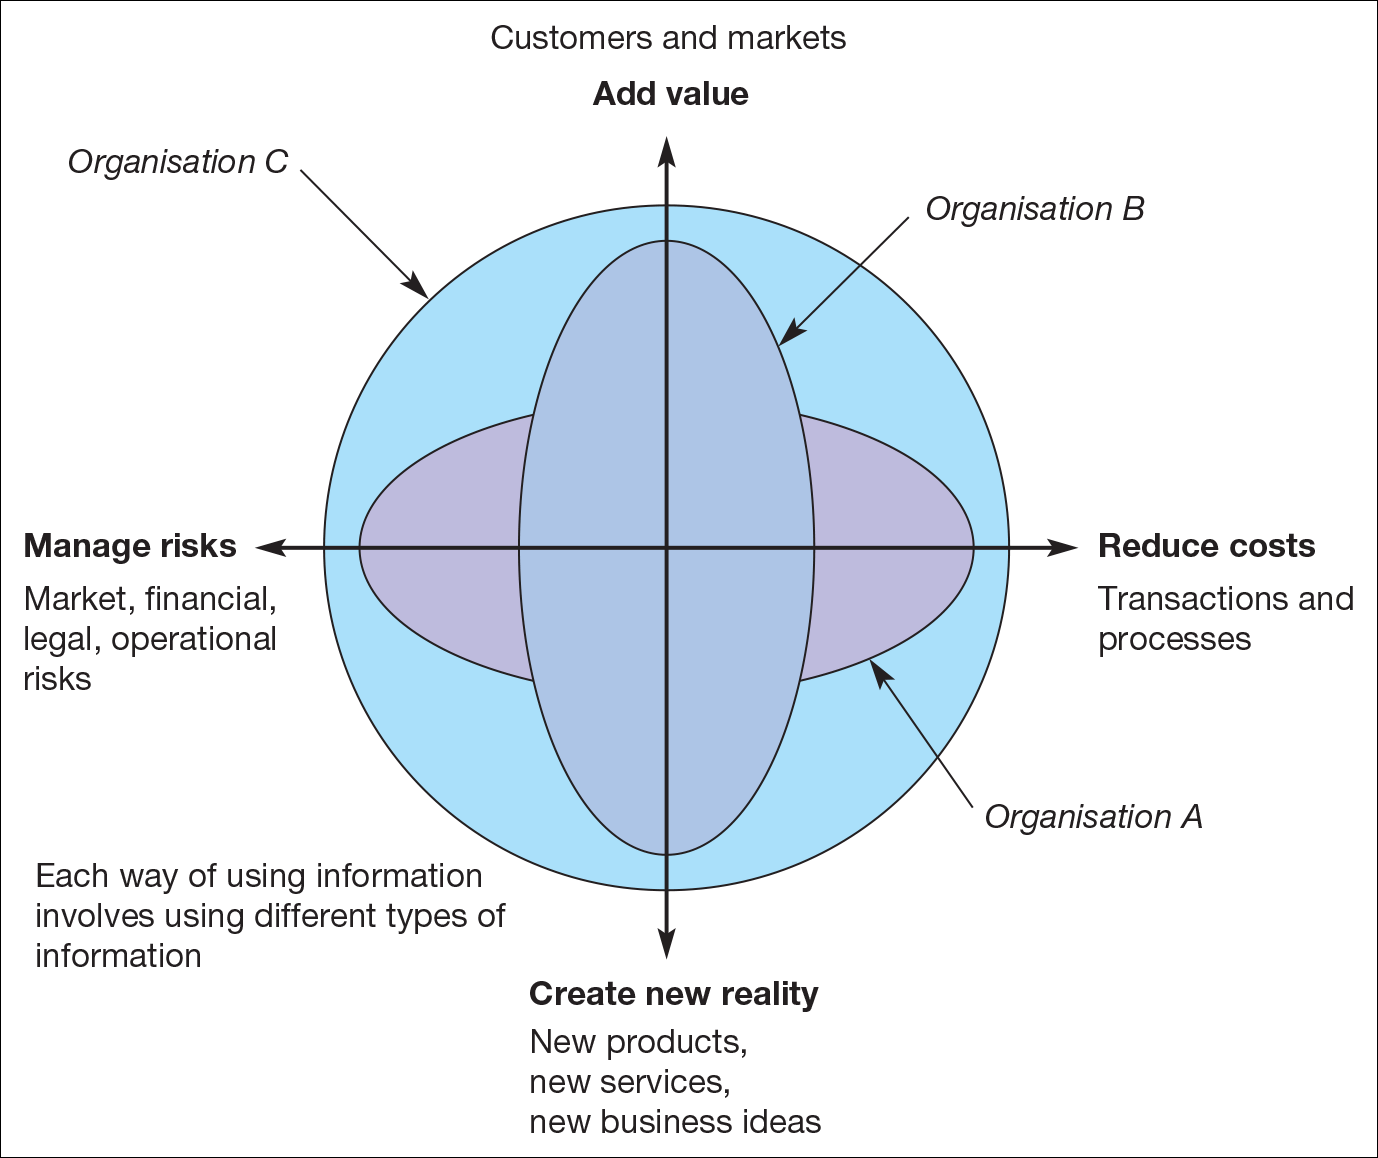 Customers and markets
Add value
Organisation C
Organisation B
Manage risks
Market, financial,
legal, operational
risks
Reduce costs
Transactions and
processes
Organisation A
Each way of using information
involves using different types of
information
Create new reality
New products,
new services,
new business ideas